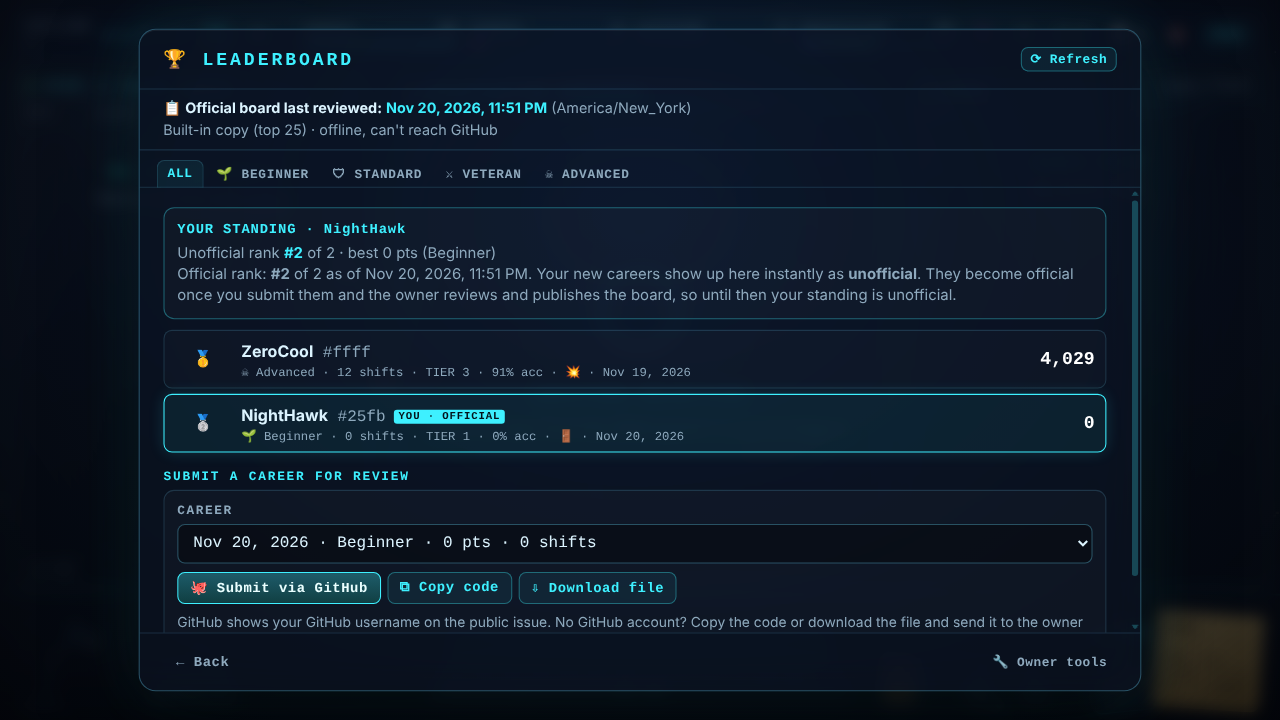 🏆 LEADERBOARD
⟳ Refresh
📋 Official board last reviewed: Nov 20, 2026, 11:51 PM (America/New_York)
Built-in copy (top 25) · offline, can't reach GitHub
ALL 🌱 BEGINNER 🛡 STANDARD ⚔ VETERAN ☠ ADVANCED
YOUR STANDING · NightHawk
Unofficial rank #2 of 2 · best 0 pts (Beginner)
Official rank: #2 of 2 as of Nov 20, 2026, 11:51 PM. Your new careers show up here instantly as unofficial. They become official
once you submit them and the owner reviews and publishes the board, so until then your standing is unofficial.
🥇 ZeroCool #ffff
☠ Advanced · 12 shifts · TIER 3 · 91% acc · 💥 · Nov 19, 2026
4,029
🥈 NightHawk #25fb YOU · OFFICIAL
🌱 Beginner · 0 shifts · TIER 1 · 0% acc · 🚪 · Nov 20, 2026
0
SUBMIT A CAREER FOR REVIEW
CAREER
Nov 20, 2026 · Beginner · 0 pts · 0 shifts
🐙 Submit via GitHub ⧉ Copy code ⇩ Download file
GitHub shows your GitHub username on the public issue. No GitHub account? Copy the code or download the file and send it to the owner
← Back
🔧 Owner tools